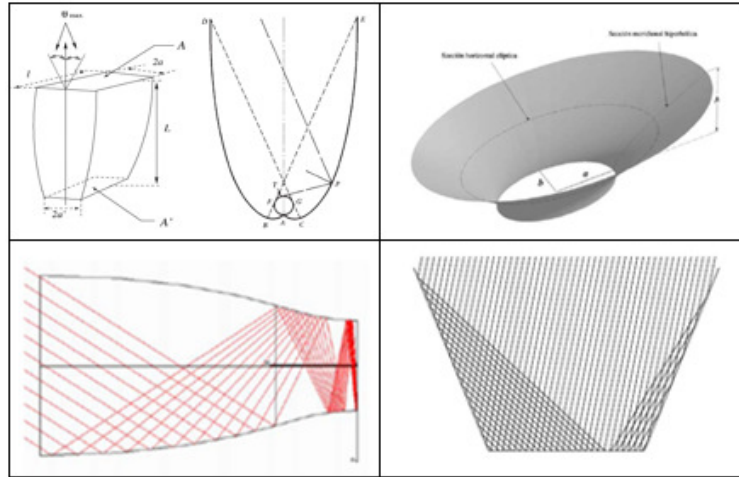 θmax
A
2a
l
L
2a'
A'
D
E
T
P
F
G
B
A
C
Sección meridional hiperbólica
Sección horizontal elíptica
b
a